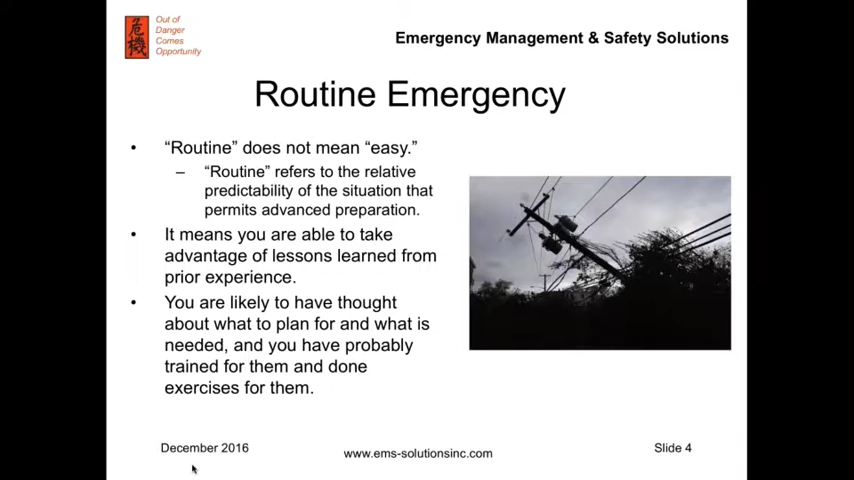 危
機
Out of
Danger
Comes
Opportunity
Emergency Management & Safety Solutions
Routine Emergency
• “Routine” does not mean “easy.”
– “Routine” refers to the relative
predictability of the situation that
permits advanced preparation.
• It means you are able to take
advantage of lessons learned from
prior experience.
• You are likely to have thought
about what to plan for and what is
needed, and you have probably
trained for them and done
exercises for them.
December 2016
www.ems-solutionsinc.com
Slide 4